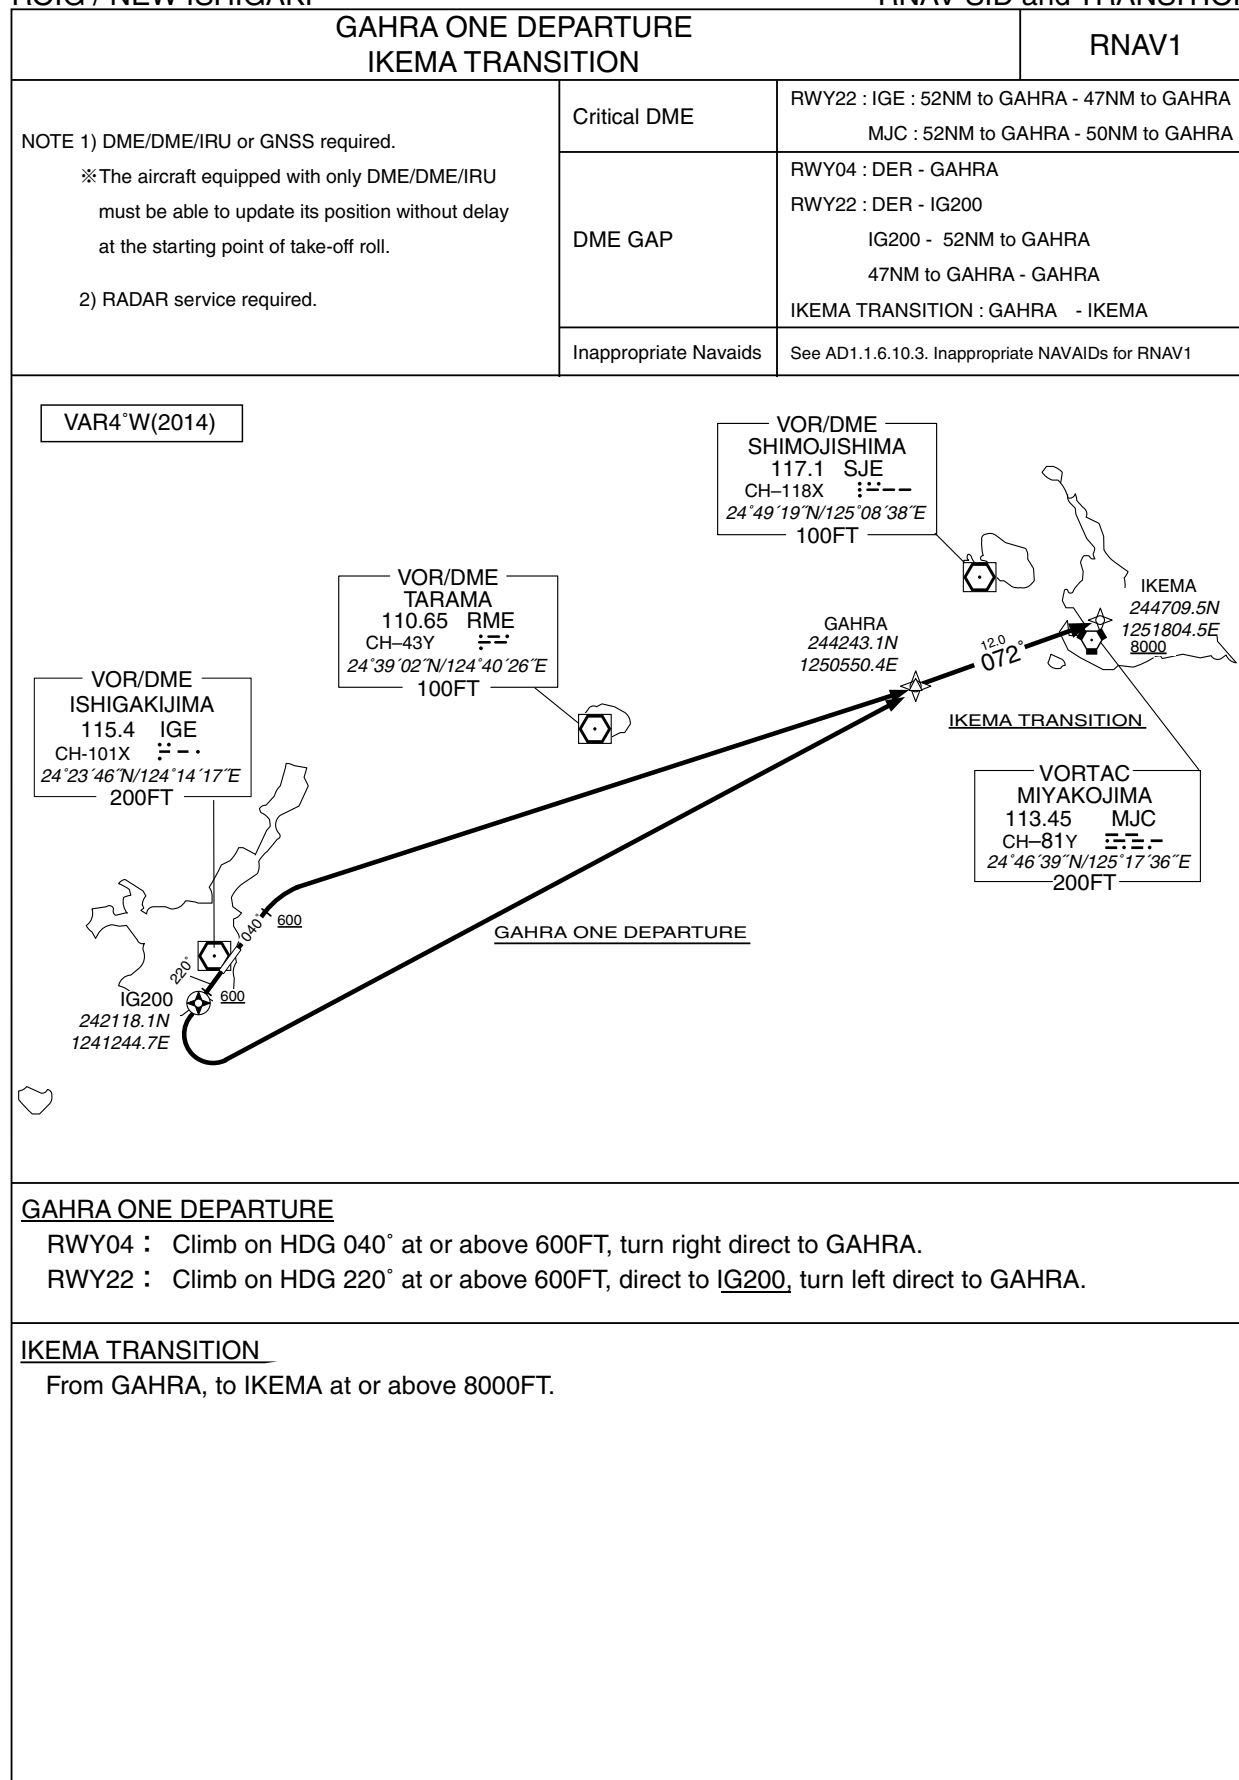 ROIG / NEW ISHIGAKI
RNAV SID and TRANSITION
GAHRA ONE DEPARTURE
IKEMA TRANSITION
RNAV1
NOTE 1) DME/DME/IRU or GNSS required.
※The aircraft equipped with only DME/DME/IRU
must be able to update its position without delay
at the starting point of take-off roll.
2) RADAR service required.
Critical DME
RWY22 : IGE : 52NM to GAHRA - 47NM to GAHRA
MJC : 52NM to GAHRA - 50NM to GAHRA
DME GAP
RWY04 : DER - GAHRA
RWY22 : DER - IG200
IG200 - 52NM to GAHRA
47NM to GAHRA - GAHRA
IKEMA TRANSITION : GAHRA - IKEMA
Inappropriate Navaids
See AD1.1.6.10.3. Inappropriate NAVAIDs for RNAV1
VAR4˚W(2014)
VOR/DME
SHIMOJISHIMA
117.1 SJE
CH–118X
24˚49´19˝N/125˚08´38˝E
100FT
VOR/DME
TARAMA
110.65 RME
CH–43Y
24˚39´02˝N/124˚40´26˝E
100FT
VOR/DME
ISHIGAKIJIMA
115.4 IGE
CH-101X
24˚23´46˝N/124˚14´17˝E
200FT
GAHRA
244243.1N
1250550.4E
12.0
072˚
IKEMA
244709.5N
1251804.5E
8000
IKEMA TRANSITION
VORTAC
MIYAKOJIMA
113.45 MJC
CH–81Y
24˚46´39˝N/125˚17´36˝E
200FT
040˚
600
GAHRA ONE DEPARTURE
220˚
600
IG200
242118.1N
1241244.7E
GAHRA ONE DEPARTURE
RWY04 : Climb on HDG 040˚ at or above 600FT, turn right direct to GAHRA.
RWY22 : Climb on HDG 220˚ at or above 600FT, direct to IG200, turn left direct to GAHRA.
IKEMA TRANSITION
From GAHRA, to IKEMA at or above 8000FT.